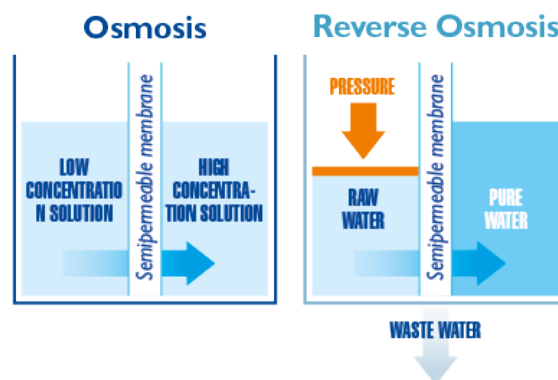 Osmosis
Semipermeable membrane
LOW
CONCENTRATIO
N SOLUTION
HIGH
CONCENTRA-
TION SOLUTION
Reverse Osmosis
PRESSURE
Semipermeable membrane
RAW
WATER
PURE
WATER
WASTE WATER